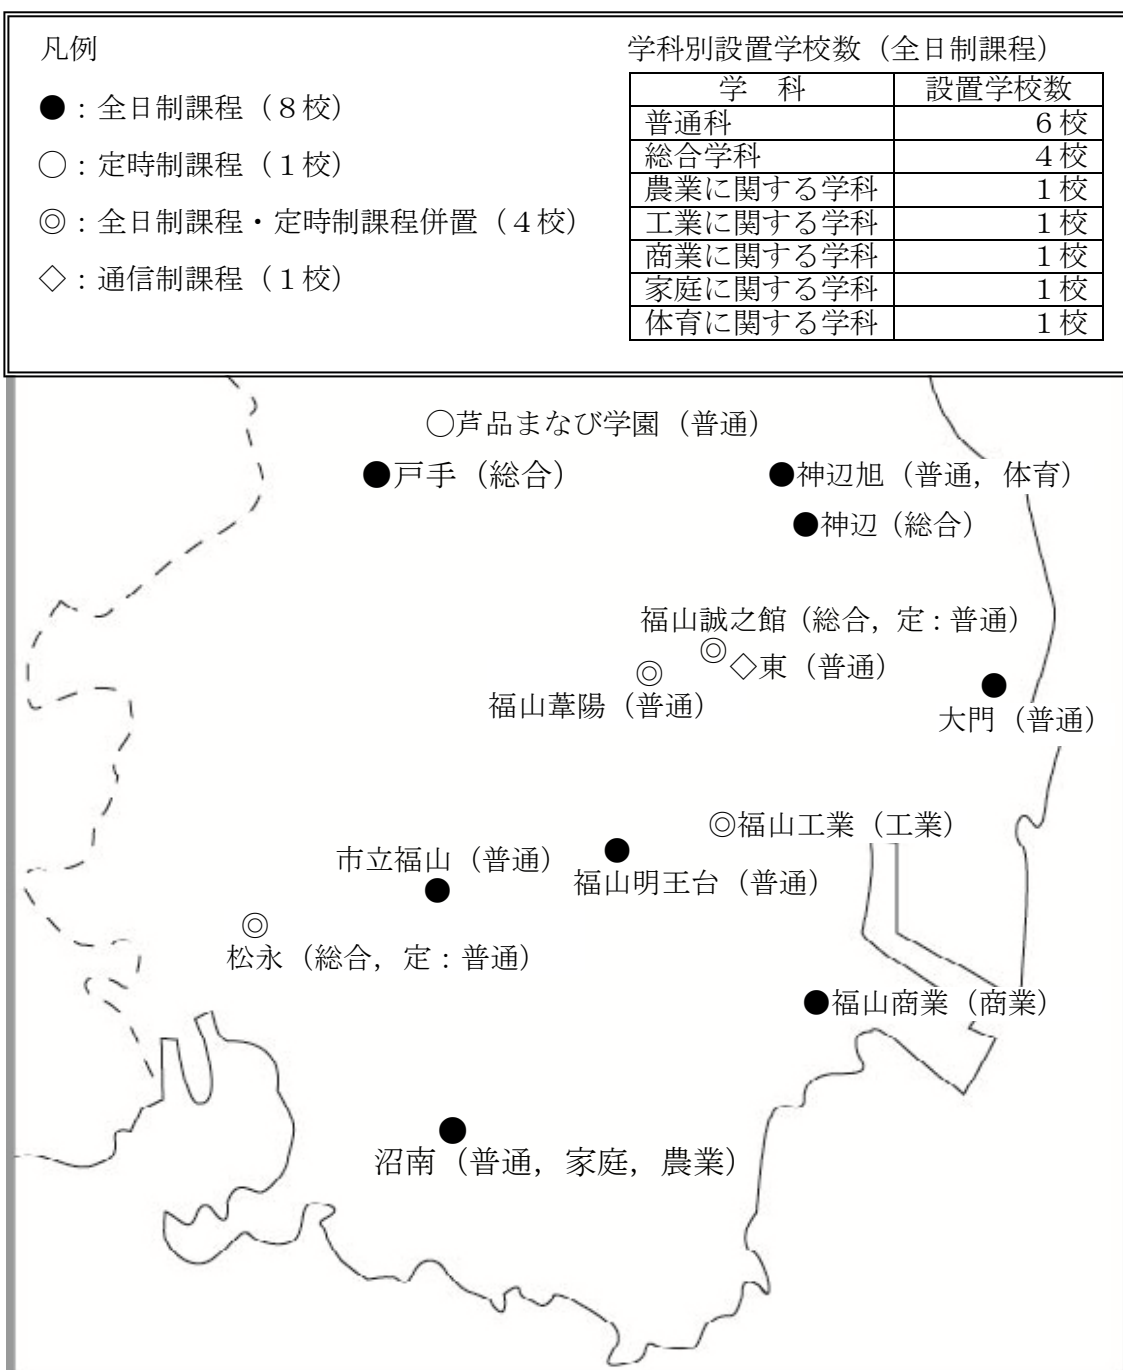 凡例
●：全日制課程（８校）
○：定時制課程（１校）
◎：全日制課程・定時制課程併置（４校）
◇：通信制課程（１校）
学科別設置学校数（全日制課程）
学　科　設置学校数
普通科　６校
総合学科　４校
農業に関する学科　１校
工業に関する学科　１校
商業に関する学科　１校
家庭に関する学科　１校
体育に関する学科　１校
○芦品まなび学園（普通）
●戸手（総合）
●神辺旭（普通，体育）
●神辺（総合）
福山誠之館（総合，定：普通）
◎
◇東（普通）
◎
福山葦陽（普通）
●
大門（普通）
◎福山工業（工業）
市立福山（普通）
●
●
福山明王台（普通）
◎
松永（総合，定：普通）
●福山商業（商業）
●
沼南（普通，家庭，農業）